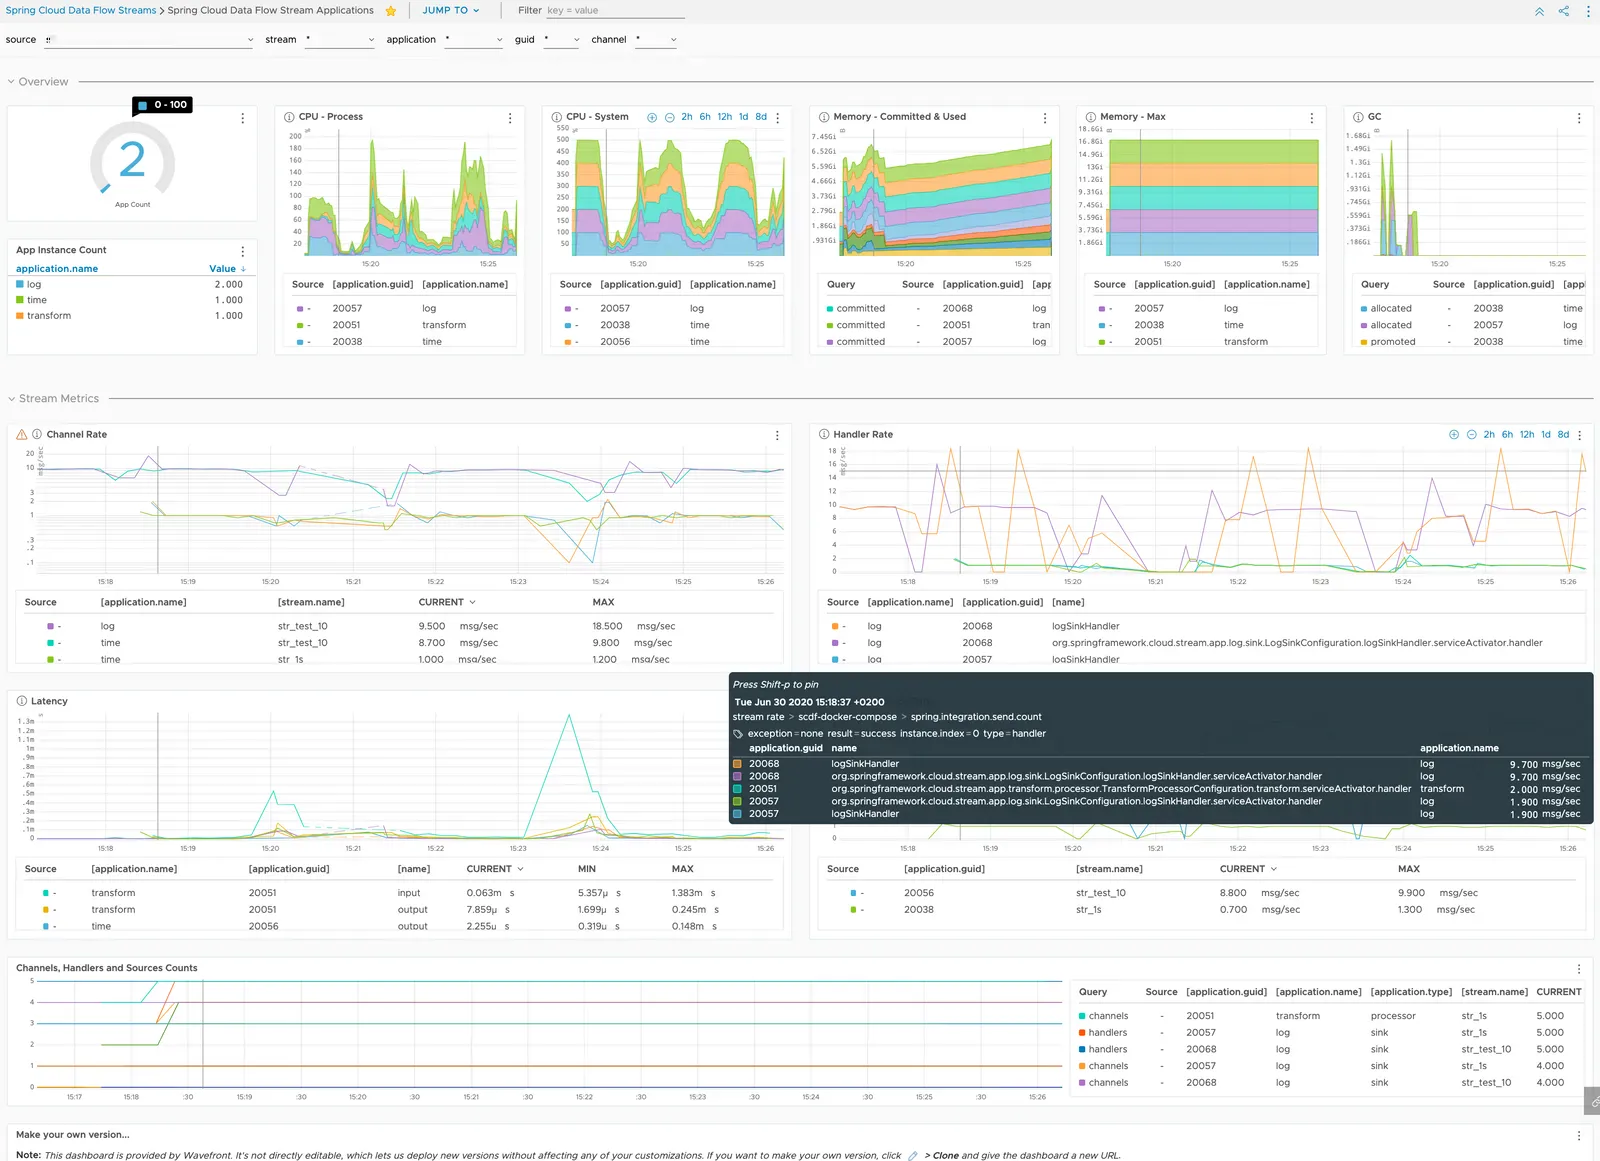 Spring Cloud Data Flow Streams > Spring Cloud Data Flow Stream Applications JUMP TO Filter key = value
source stream * application * guid * channel *
Overview
0 - 100
2
App Count
App Instance Count
application.name Value ↓
log 2.000
time 1.000
transform 1.000
CPU - Process
200
180
160
140
120
100
80
60
40
20
15:20 15:25
Source [application.guid] [application.name]
- 20057 log
- 20051 transform
- 20038 time
CPU - System 2h 6h 12h 1d 8d
550
500
450
400
350
300
250
200
150
100
50
15:20 15:25
Source [application.guid] [application.name]
- 20057 log
- 20038 time
- 20056 time
Memory - Committed & Used
7.45Gi
6.52Gi
5.59Gi
4.66Gi
3.73Gi
2.79Gi
1.86Gi
.931Gi
15:20 15:25
Query Source [application.guid] [appl
committed - 20068 log
committed - 20051 tran
committed - 20057 log
Memory - Max
18.6Gi
16.8Gi
14.9Gi
13Gi
11.2Gi
9.31Gi
7.45Gi
5.59Gi
3.73Gi
1.86Gi
15:20 15:25
Source [application.guid] [application.name]
- 20057 log
- 20038 time
- 20051 transform
GC
1.68Gi
1.49Gi
1.3Gi
1.12Gi
.931Gi
.745Gi
.559Gi
.373Gi
.186Gi
15:20 15:25
Query Source [application.guid] [appl
allocated - 20038 time
allocated - 20057 log
promoted - 20038 time
Stream Metrics
Channel Rate
msg/sec
20
10
3
2
1
.3
.2
.1
15:18 15:19 15:20 15:21 15:22 15:23 15:24 15:25 15:26
Source [application.name] [stream.name] CURRENT MAX
- log str_test_10 9.500 msg/sec 18.500 msg/sec
- time str_test_10 8.700 msg/sec 9.800 msg/sec
- time str_1s 1.000 msg/sec 1.200 msg/sec
Handler Rate 2h 6h 12h 1d 8d
msg/sec
18
16
14
12
10
8
6
4
2
0
15:18 15:19 15:20 15:21 15:22 15:23 15:24 15:25 15:26
Source [application.name] [application.guid] [name]
- log 20068 logSinkHandler
- log 20068 org.springframework.cloud.stream.app.log.sink.LogSinkConfiguration.logSinkHandler.serviceActivator.handler
- log 20057 logSinkHandler
Press Shift-p to pin
Tue Jun 30 2020 15:18:37 +0200
stream rate > scdf-docker-compose > spring.integration.send.count
exception=none result=success instance.index=0 type=handler
application.guid name application.name
20068 logSinkHandler log 9.700 msg/sec
20068 org.springframework.cloud.stream.app.log.sink.LogSinkConfiguration.logSinkHandler.serviceActivator.handler log 9.700 msg/sec
20051 org.springframework.cloud.stream.app.transform.processor.TransformProcessorConfiguration.transform.serviceActivator.handler transform 2.000 msg/sec
20057 org.springframework.cloud.stream.app.log.sink.LogSinkConfiguration.logSinkHandler.serviceActivator.handler log 1.900 msg/sec
20057 logSinkHandler log 1.900 msg/sec
Latency
s
1.3m
1.2m
1.1m
1m
.9m
.8m
.7m
.6m
.5m
.4m
.3m
.2m
.1m
0
15:18 15:19 15:20 15:21 15:22 15:23 15:24 15:25 15:26
Source [application.name] [application.guid] [name] CURRENT MIN MAX
- transform 20051 input 0.063m s 5.357µ s 1.383m s
- transform 20051 output 7.859µ s 1.699µ s 0.245m s
- time 20056 output 2.255µ s 0.319µ s 0.148m s
0
15:18 15:19 15:20 15:21 15:22 15:23 15:24 15:25 15:26
Source [application.guid] [stream.name] CURRENT MAX
- 20056 str_test_10 8.800 msg/sec 9.900 msg/sec
- 20038 str_1s 0.700 msg/sec 1.300 msg/sec
Channels, Handlers and Sources Counts
5
4
3
2
1
0
15:17 15:18 :30 15:19 :30 15:20 :30 15:21 :30 15:22 :30 15:23 :30 15:24 :30 15:25 :30 15:26
Query Source [application.guid] [application.name] [application.type] [stream.name] CURRENT
channels - 20051 transform processor str_1s 5.000
handlers - 20057 log sink str_1s 5.000
handlers - 20068 log sink str_test_10 5.000
channels - 20057 log sink str_1s 4.000
channels - 20068 log sink str_test_10 4.000
Make your own version...
Note: This dashboard is provided by Wavefront. It's not directly editable, which lets us deploy new versions without affecting any of your customizations. If you want to make your own version, click > Clone and give the dashboard a new URL.